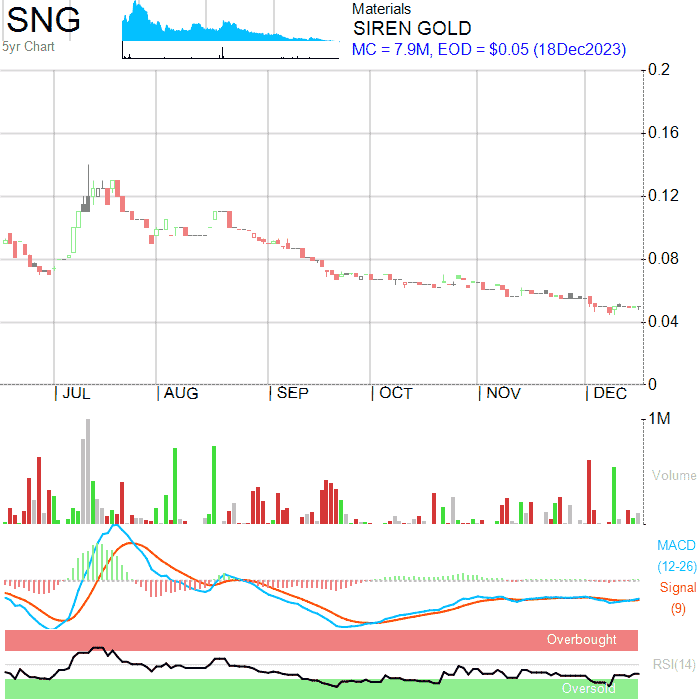 SNG
5yr Chart
Materials
SIREN GOLD
MC = 7.9M, EOD = $0.05 (18Dec2023)
0.2
0.16
0.12
0.08
0.04
0
JUL
AUG
SEP
OCT
NOV
DEC
1M
Volume
MACD
(12-26)
Signal
(9)
Overbought
RSI(14)
Oversold